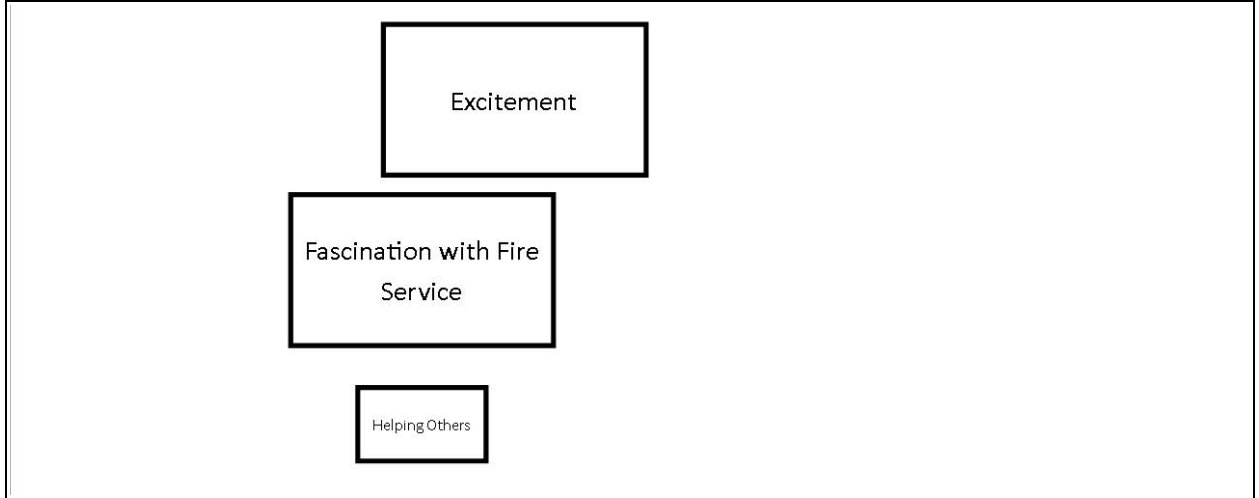 Excitement
Fascination with Fire
Service
Helping Others